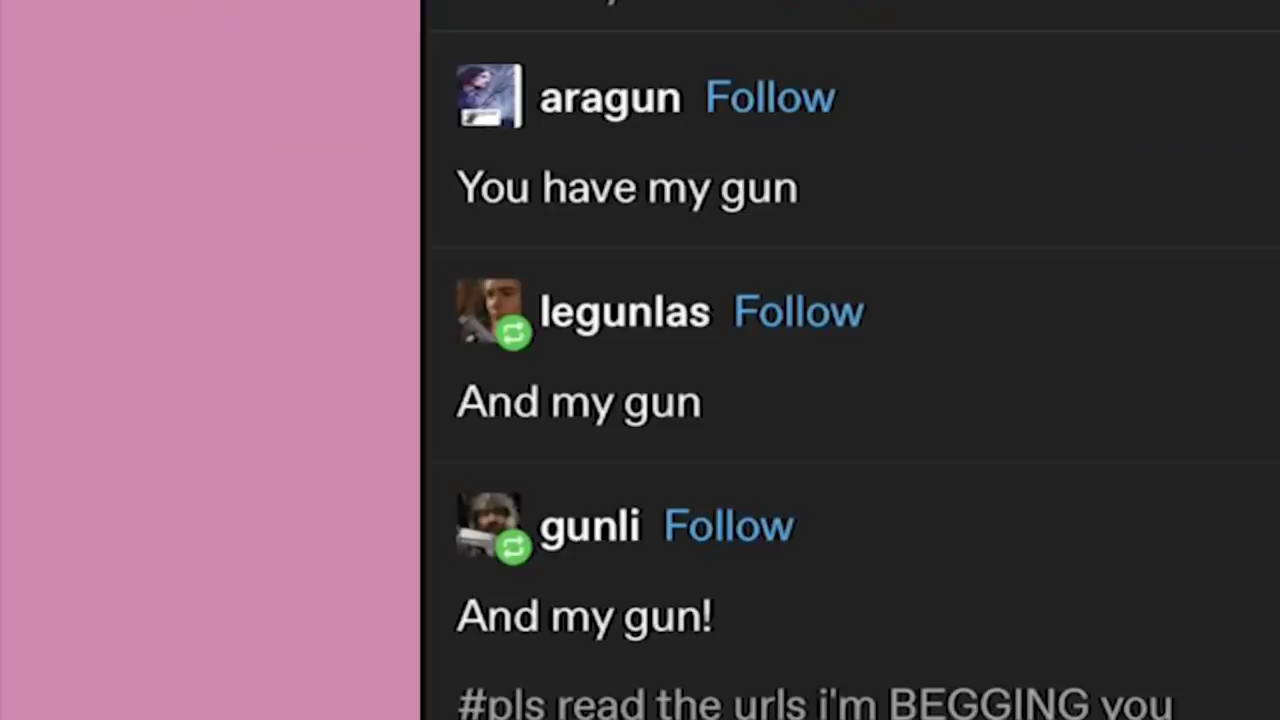 aragun Follow
You have my gun
legunlas Follow
And my gun
gunli Follow
And my gun!
#pls read the urls i'm BEGGING you